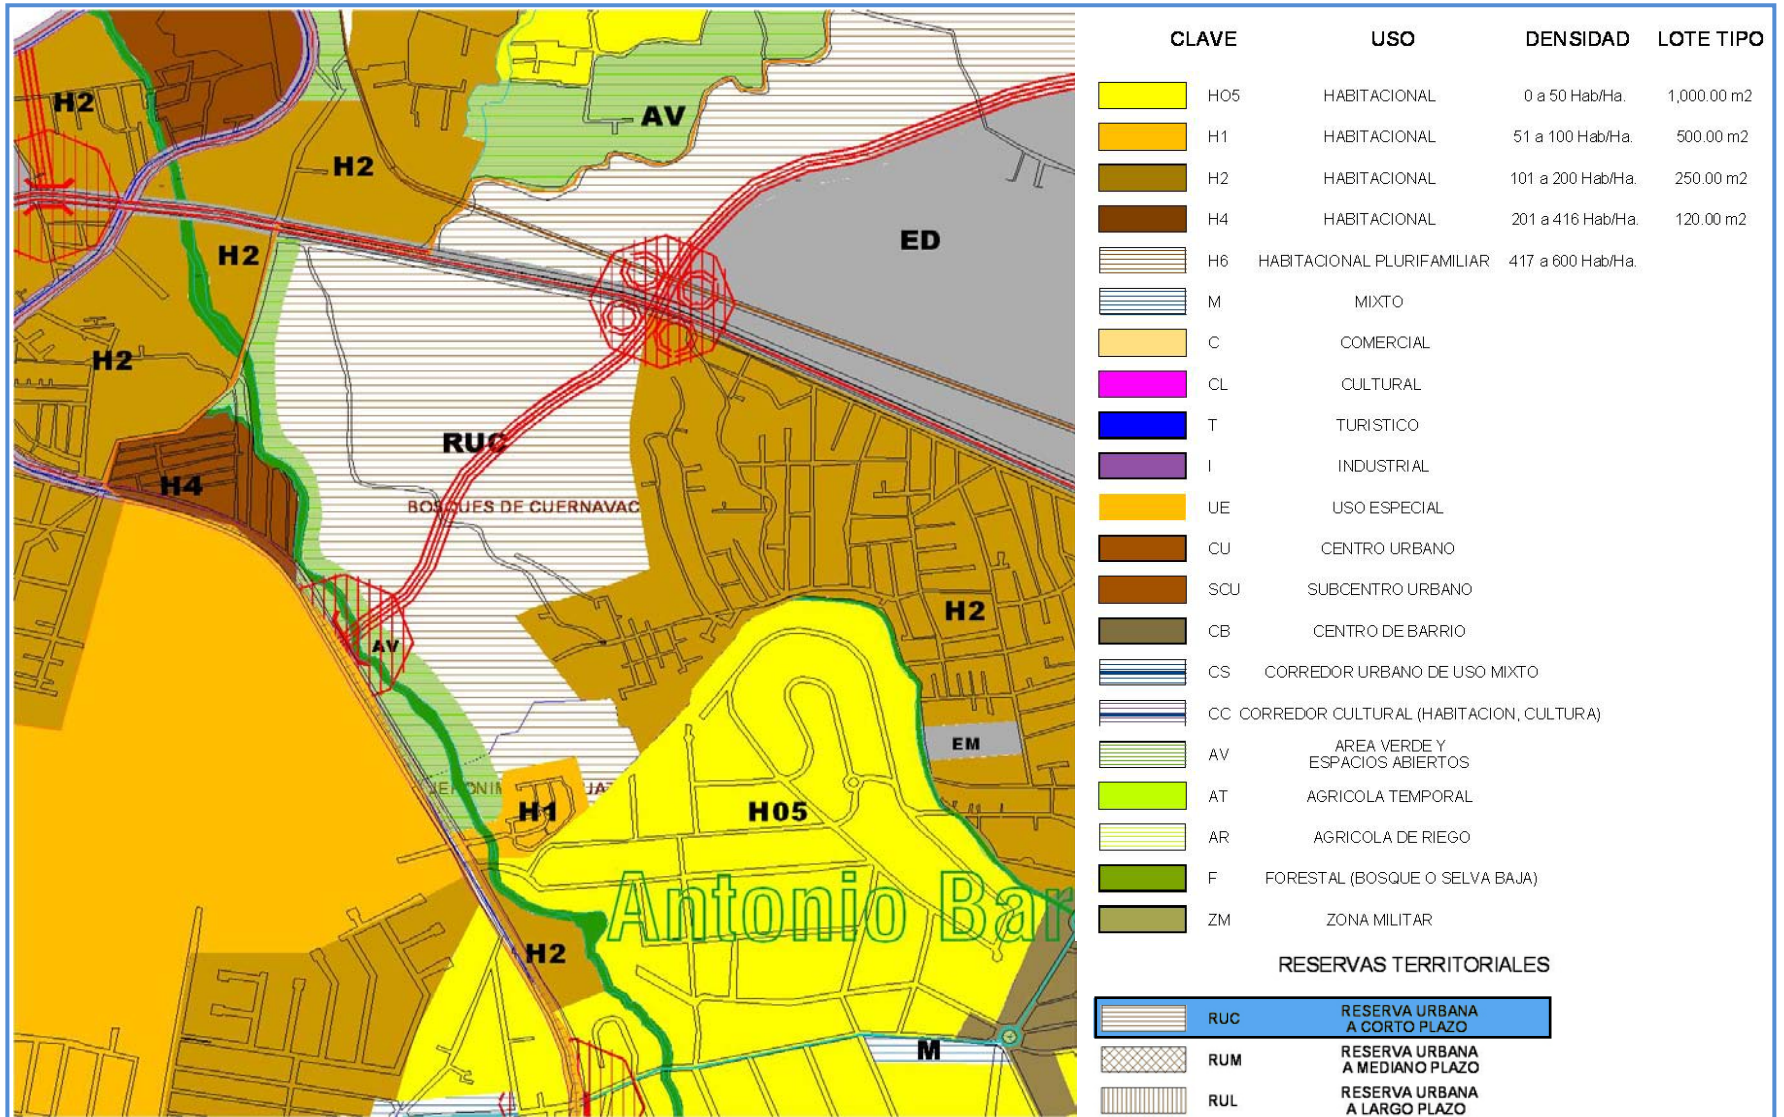 H2
AV
H2
ED
H2
H2
RUC
H4
BOSQUES DE CUERNAVAC
H2
AV
EM
H1
H05
Antonio Bar
H2
M
CLAVE USO DENSIDAD LOTE TIPO
HO5 HABITACIONAL 0 a 50 Hab/Ha. 1,000.00 m2
H1 HABITACIONAL 51 a 100 Hab/Ha. 500.00 m2
H2 HABITACIONAL 101 a 200 Hab/Ha. 250.00 m2
H4 HABITACIONAL 201 a 416 Hab/Ha. 120.00 m2
H6 HABITACIONAL PLURIFAMILIAR 417 a 600 Hab/Ha.
M MIXTO
C COMERCIAL
CL CULTURAL
T TURISTICO
I INDUSTRIAL
UE USO ESPECIAL
CU CENTRO URBANO
SCU SUBCENTRO URBANO
CB CENTRO DE BARRIO
CS CORREDOR URBANO DE USO MIXTO
CC CORREDOR CULTURAL (HABITACION, CULTURA)
AV AREA VERDE Y
ESPACIOS ABIERTOS
AT AGRICOLA TEMPORAL
AR AGRICOLA DE RIEGO
F FORESTAL (BOSQUE O SELVA BAJA)
ZM ZONA MILITAR
RESERVAS TERRITORIALES
RUC RESERVA URBANA
A CORTO PLAZO
RUM RESERVA URBANA
A MEDIANO PLAZO
RUL RESERVA URBANA
A LARGO PLAZO